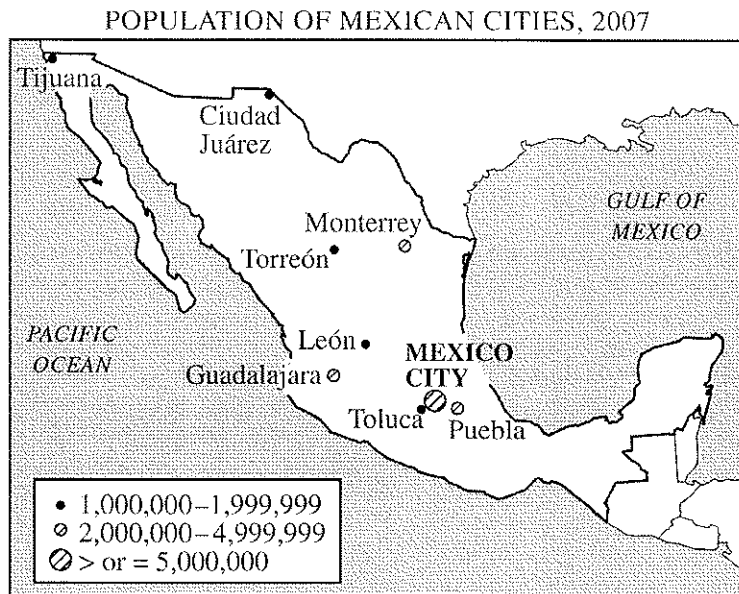 POPULATION OF MEXICAN CITIES, 2007
Tijuana
Ciudad
Juárez
GULF OF
MEXICO
Monterrey
Torreón
PACIFIC
OCEAN
León
MEXICO
CITY
Guadalajara
Toluca
Puebla
1,000,000–1,999,999
2,000,000–4,999,999
> or = 5,000,000